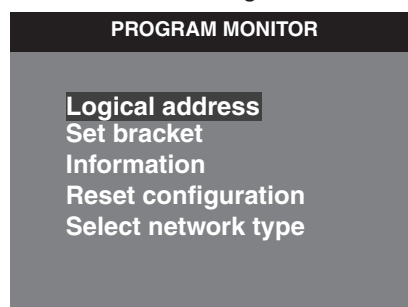 PROGRAM MONITOR
Logical address
Set bracket
Information
Reset configuration
Select network type